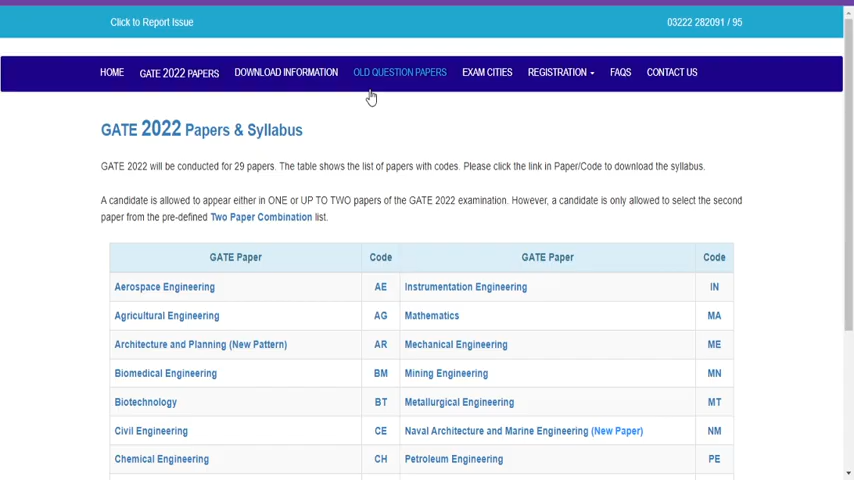 Click to Report Issue 03222 282091 / 95
HOME GATE 2022 PAPERS DOWNLOAD INFORMATION OLD QUESTION PAPERS EXAM CITIES REGISTRATION FAQS CONTACT US
GATE 2022 Papers & Syllabus
GATE 2022 will be conducted for 29 papers. The table shows the list of papers with codes. Please click the link in Paper/Code to download the syllabus.
A candidate is allowed to appear either in ONE or UP TO TWO papers of the GATE 2022 examination. However, a candidate is only allowed to select the second
paper from the pre-defined Two Paper Combination list.
GATE Paper Code GATE Paper Code
Aerospace Engineering AE Instrumentation Engineering IN
Agricultural Engineering AG Mathematics MA
Architecture and Planning (New Pattern) AR Mechanical Engineering ME
Biomedical Engineering BM Mining Engineering MN
Biotechnology BT Metallurgical Engineering MT
Civil Engineering CE Naval Architecture and Marine Engineering (New Paper) NM
Chemical Engineering CH Petroleum Engineering PE